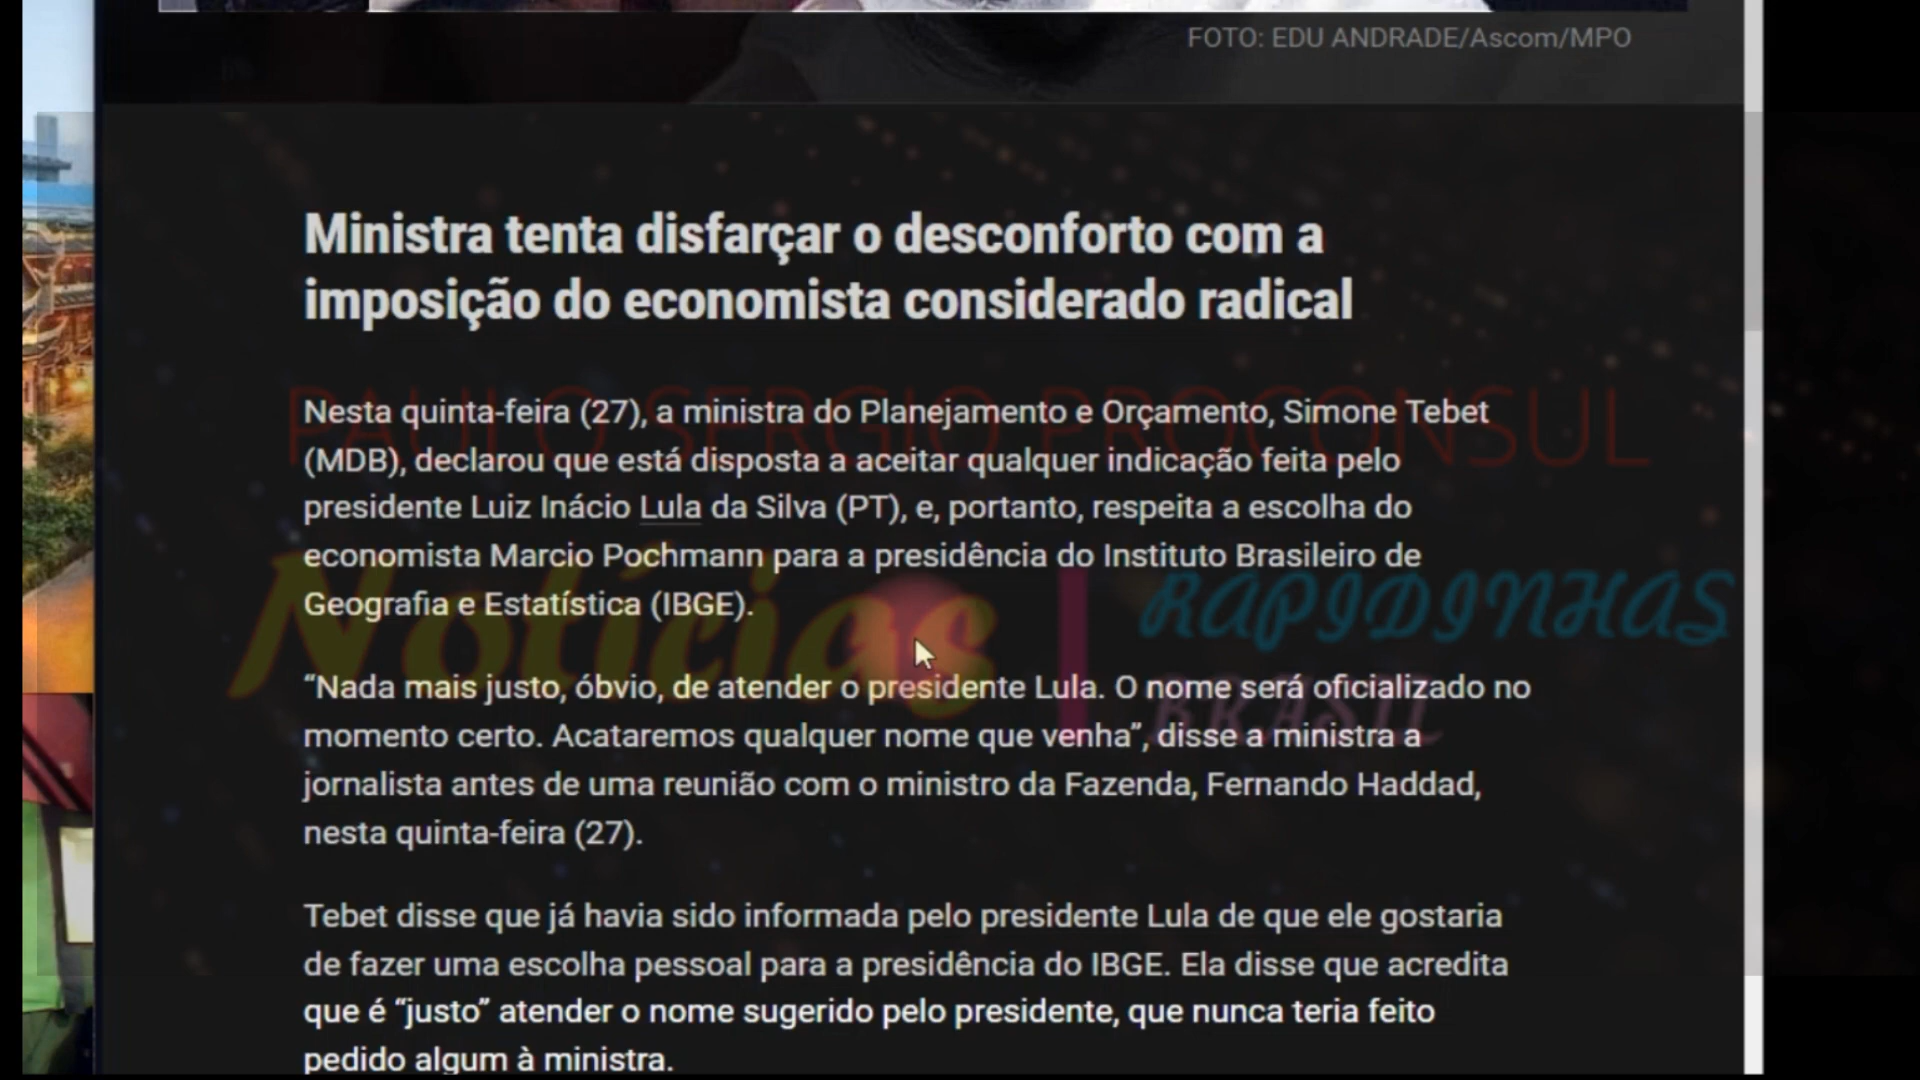 FOTO: EDU ANDRADE/Ascom/MPO
Ministra tenta disfarçar o desconforto com a
imposição do economista considerado radical
PAULO SERGIO PROCONSUL
Nesta quinta-feira (27), a ministra do Planejamento e Orçamento, Simone Tebet
(MDB), declarou que está disposta a aceitar qualquer indicação feita pelo
presidente Luiz Inácio Lula da Silva (PT), e, portanto, respeita a escolha do
economista Marcio Pochmann para a presidência do Instituto Brasileiro de
Geografia e Estatística (IBGE).
Notícias
RAPIDINHAS
BRASIL
“Nada mais justo, óbvio, de atender o presidente Lula. O nome será oficializado no
momento certo. Acataremos qualquer nome que venha”, disse a ministra a
jornalista antes de uma reunião com o ministro da Fazenda, Fernando Haddad,
nesta quinta-feira (27).
Tebet disse que já havia sido informada pelo presidente Lula de que ele gostaria
de fazer uma escolha pessoal para a presidência do IBGE. Ela disse que acredita
que é “justo” atender o nome sugerido pelo presidente, que nunca teria feito
pedido algum à ministra.